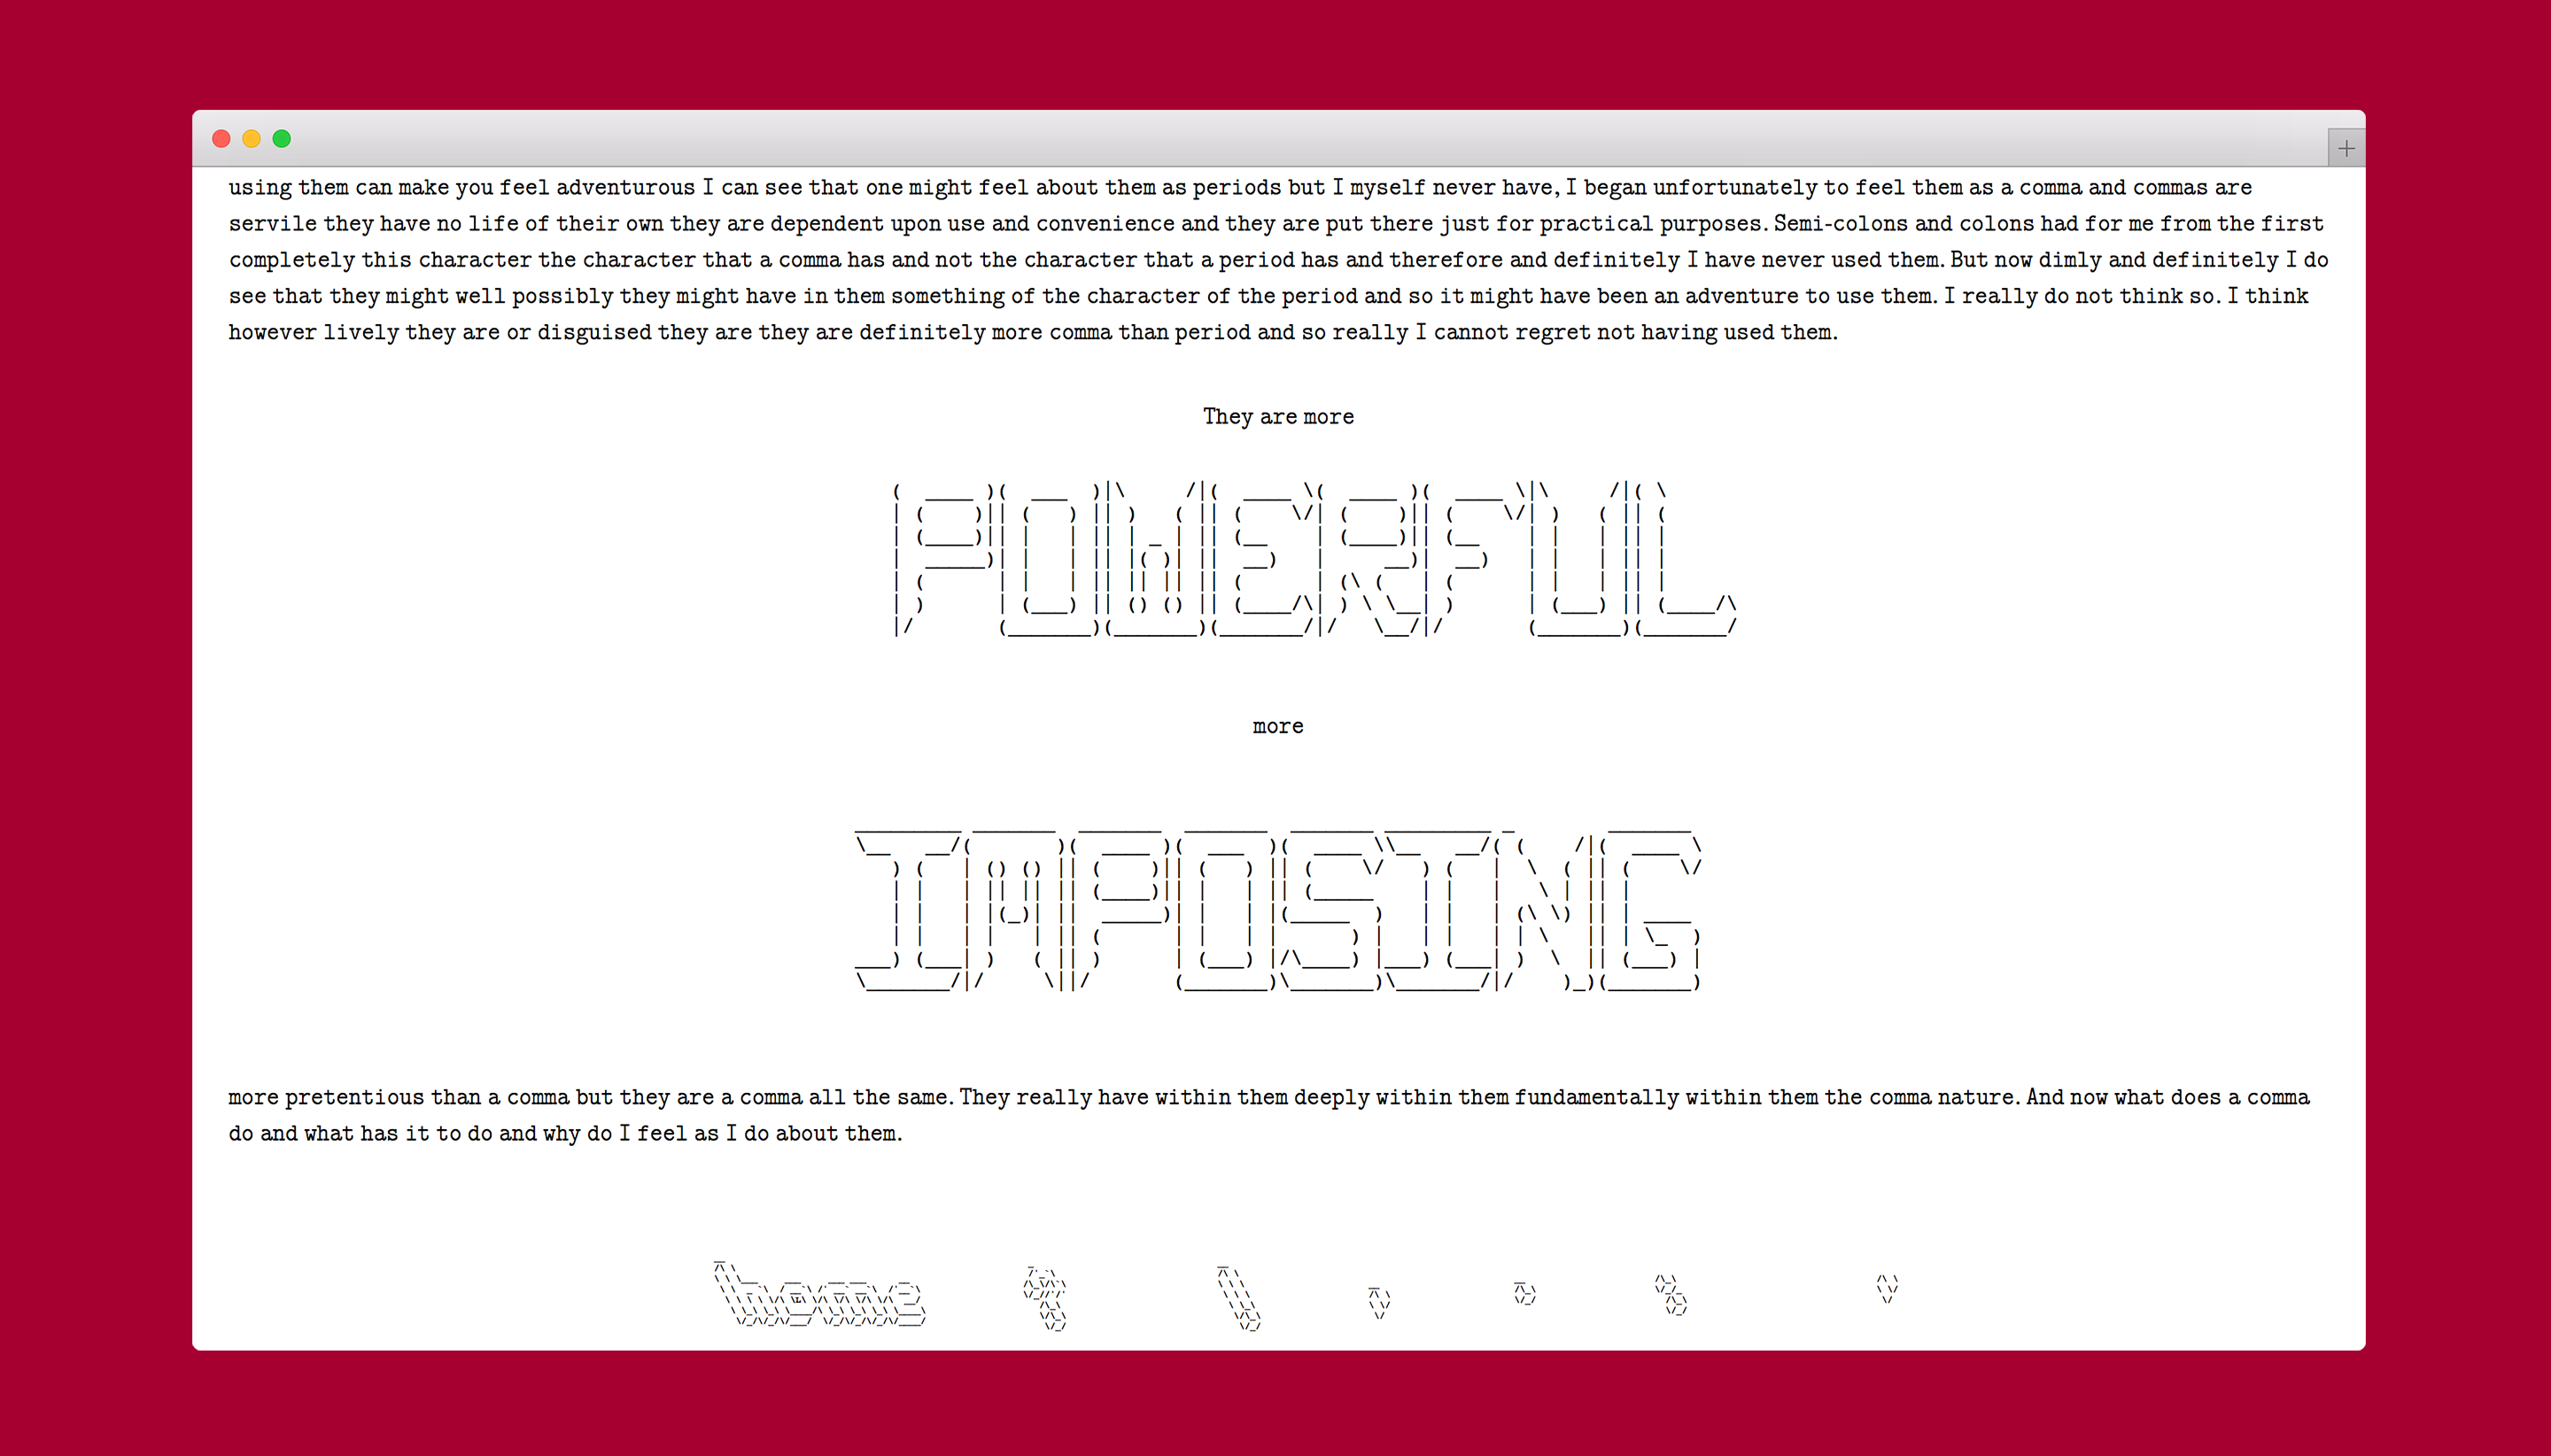 using them can make you feel adventurous I can see that one might feel about them as periods but I myself never have, I began unfortunately to feel them as a comma and commas are
servile they have no life of their own they are dependent upon use and convenience and they are put there just for practical purposes. Semi-colons and colons had for me from the first
completely this character the character that a comma has and not the character that a period has and therefore and definitely I have never used them. But now dimly and definitely I do
see that they might well possibly they might have in them something of the character of the period and so it might have been an adventure to use them. I really do not think so. I think
however lively they are or disguised they are they are definitely more comma than period and so really I cannot regret not having used them.
They are more
POWERFUL
more
IMPOSING
more pretentious than a comma but they are a comma all the same. They really have within them deeply within them fundamentally within them the comma nature. And now what does a comma
do and what has it to do and why do I feel as I do about them.
home ? ! , . : '